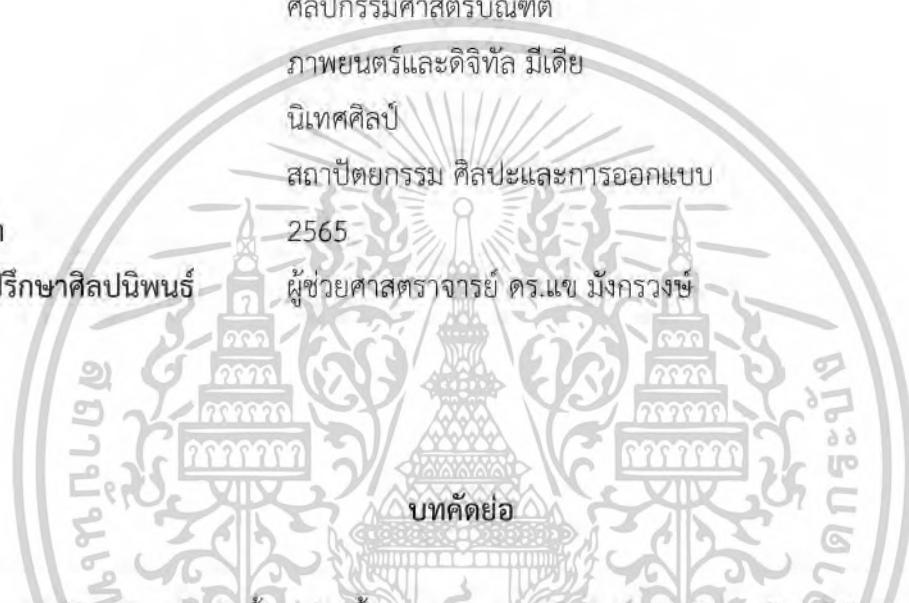 ศิลปกรรมศาสตรบัณฑิต
ภาพยนตร์และดิจิทัล มีเดีย
นิเทศศิลป์
สถาปัตยกรรม ศิลปะและการออกแบบ
2565
ปรึกษาศิลปนิพนธ์ ผู้ช่วยศาสตราจารย์ ดร.แข มังกรวงษ์
บทคัดย่อ